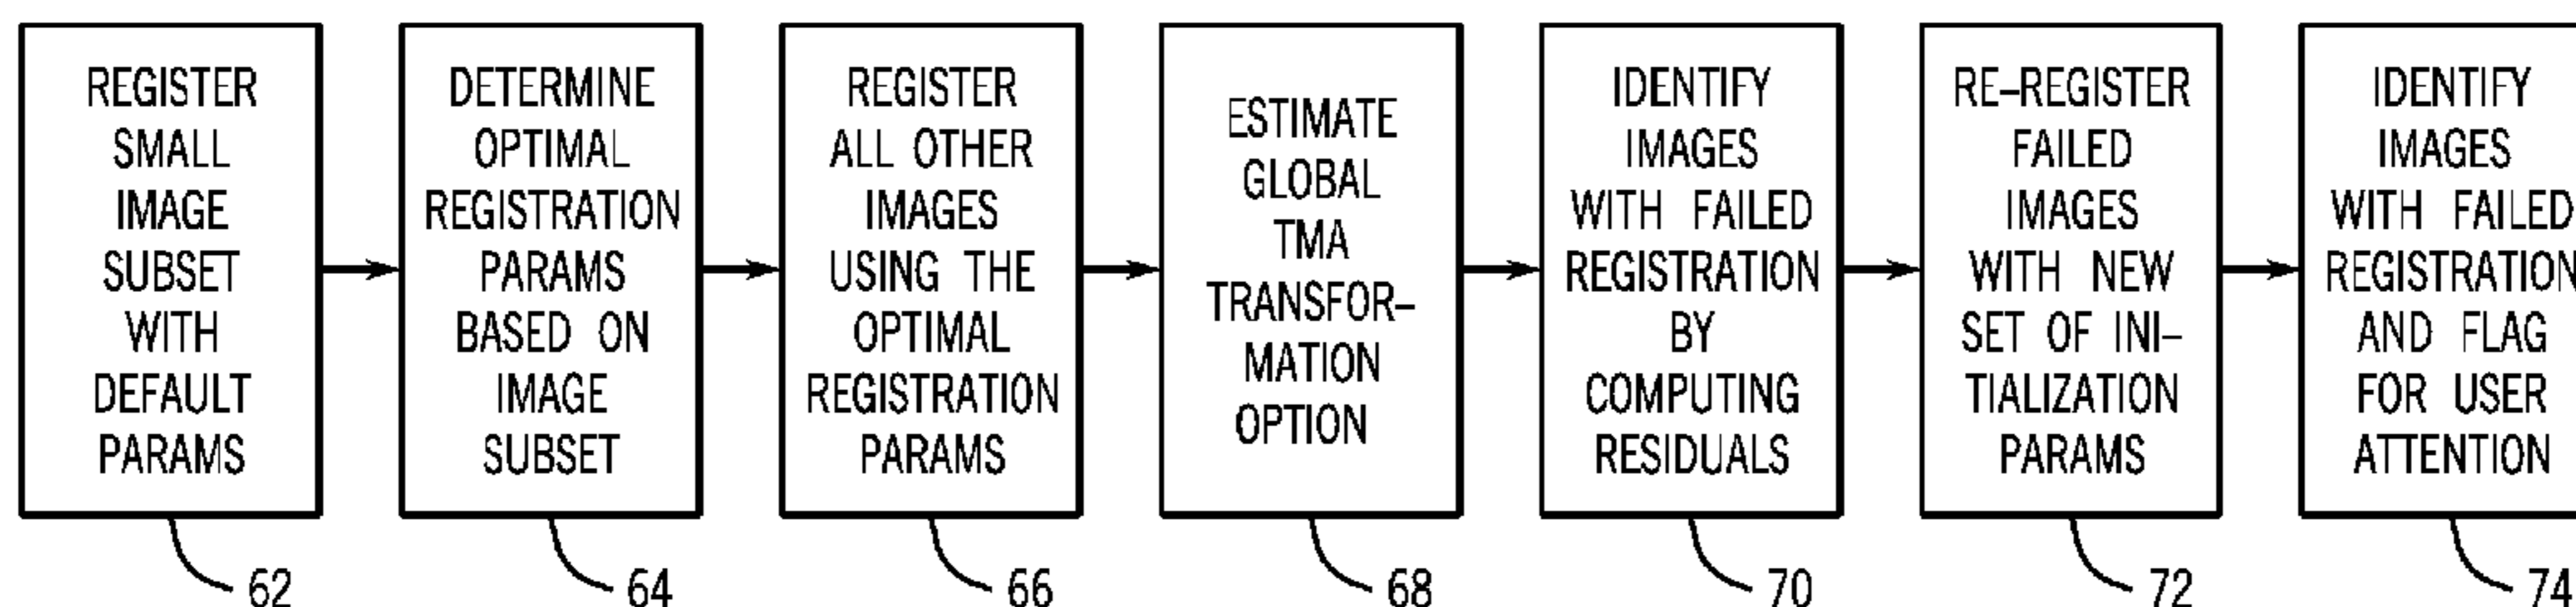 REGISTER
SMALL
IMAGE
SUBSET
WITH
DEFAULT
PARAMS
62
DETERMINE
OPTIMAL
REGISTRATION
PARAMS
BASED ON
IMAGE
SUBSET
64
REGISTER
ALL OTHER
IMAGES
USING THE
OPTIMAL
REGISTRATION
PARAMS
66
ESTIMATE
GLOBAL
TMA
TRANSFOR–
MATION
OPTION
68
IDENTIFY
IMAGES
WITH FAILED
REGISTRATION
BY
COMPUTING
RESIDUALS
70
RE–REGISTER
FAILED
IMAGES
WITH NEW
SET OF INI–
TIALIZATION
PARAMS
72
IDENTIFY
IMAGES
WITH FAILED
REGISTRATION
AND FLAG
FOR USER
ATTENTION
74